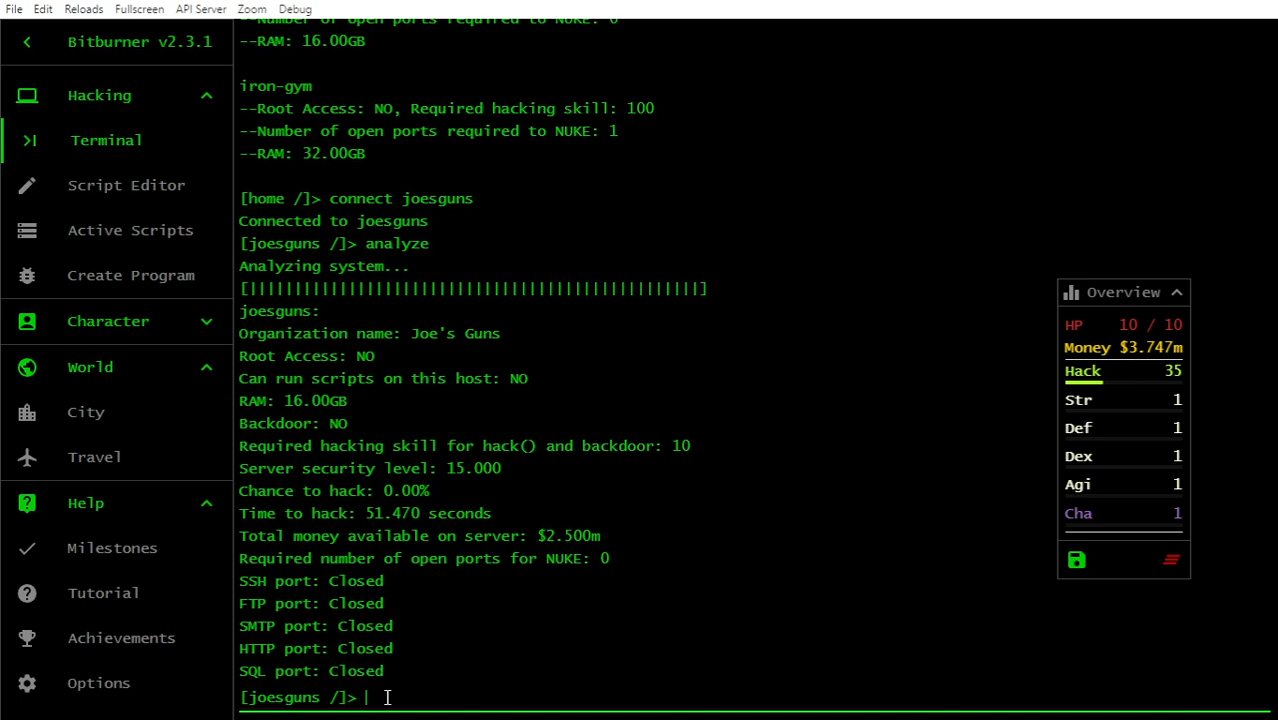 File Edit Reloads Fullscreen API Server Zoom Debug
Bitburner v2.3.1
Hacking
Terminal
Script Editor
Active Scripts
Create Program
Character
World
City
Travel
Help
Milestones
Tutorial
Achievements
Options
--Number of open ports required to NUKE: 0
--RAM: 16.00GB
iron-gym
--Root Access: NO, Required hacking skill: 100
--Number of open ports required to NUKE: 1
--RAM: 32.00GB
[home /]> connect joesguns
Connected to joesguns
[joesguns /]> analyze
Analyzing system...
[||||||||||||||||||||||||||||||||||||||||||||||||||]
joesguns:
Organization name: Joe's Guns
Root Access: NO
Can run scripts on this host: NO
RAM: 16.00GB
Backdoor: NO
Required hacking skill for hack() and backdoor: 10
Server security level: 15.000
Chance to hack: 0.00%
Time to hack: 51.470 seconds
Total money available on server: $2.500m
Required number of open ports for NUKE: 0
SSH port: Closed
FTP port: Closed
SMTP port: Closed
HTTP port: Closed
SQL port: Closed
[joesguns /]>
Overview
HP 10 / 10
Money $3.747m
Hack 35
Str 1
Def 1
Dex 1
Agi 1
Cha 1